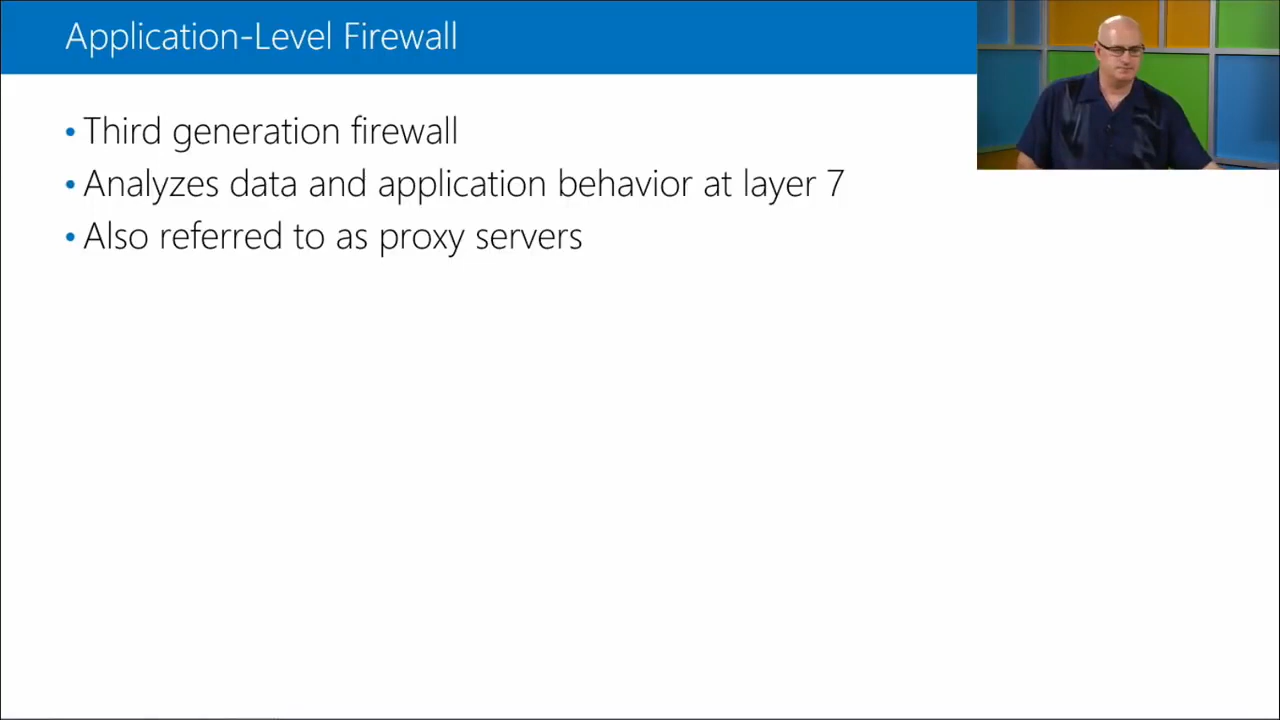 Application-Level Firewall
• Third generation firewall
• Analyzes data and application behavior at layer 7
• Also referred to as proxy servers